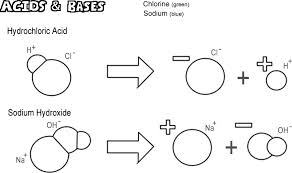 ACIDS & BASES
Chlorine (green)
Sodium (blue)
Hydrochloric Acid
H+
Cl-
Cl-
+
H+
Sodium Hydroxide
OH-
Na+
Na+
+
OH-